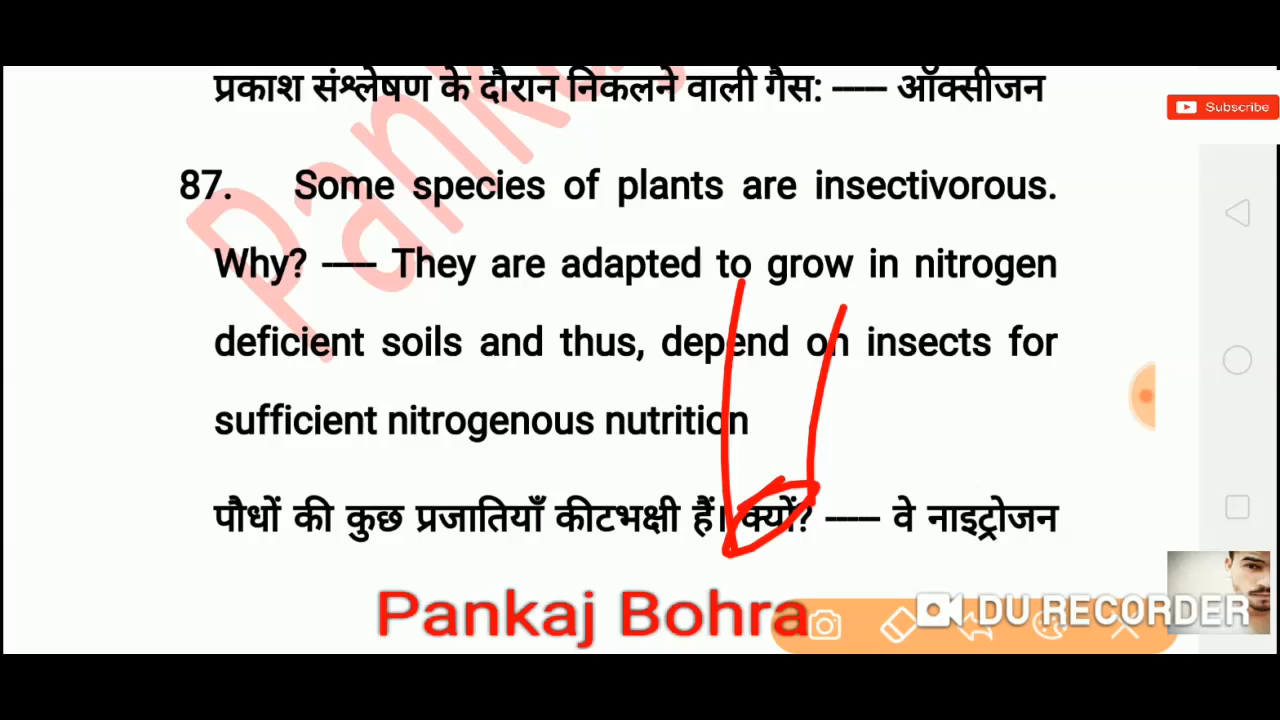 प्रकाश संश्लेषण के दौरान निकलने वाली गैस: ----- ऑक्सीजन
Subscribe
87. Some species of plants are insectivorous.
Why? ----- They are adapted to grow in nitrogen
deficient soils and thus, depend on insects for
sufficient nitrogenous nutrition
पौधों की कुछ प्रजातियाँ कीटभक्षी हैं। क्यों? ----- वे नाइट्रोजन
Pankaj Bohra
DU RECORDER